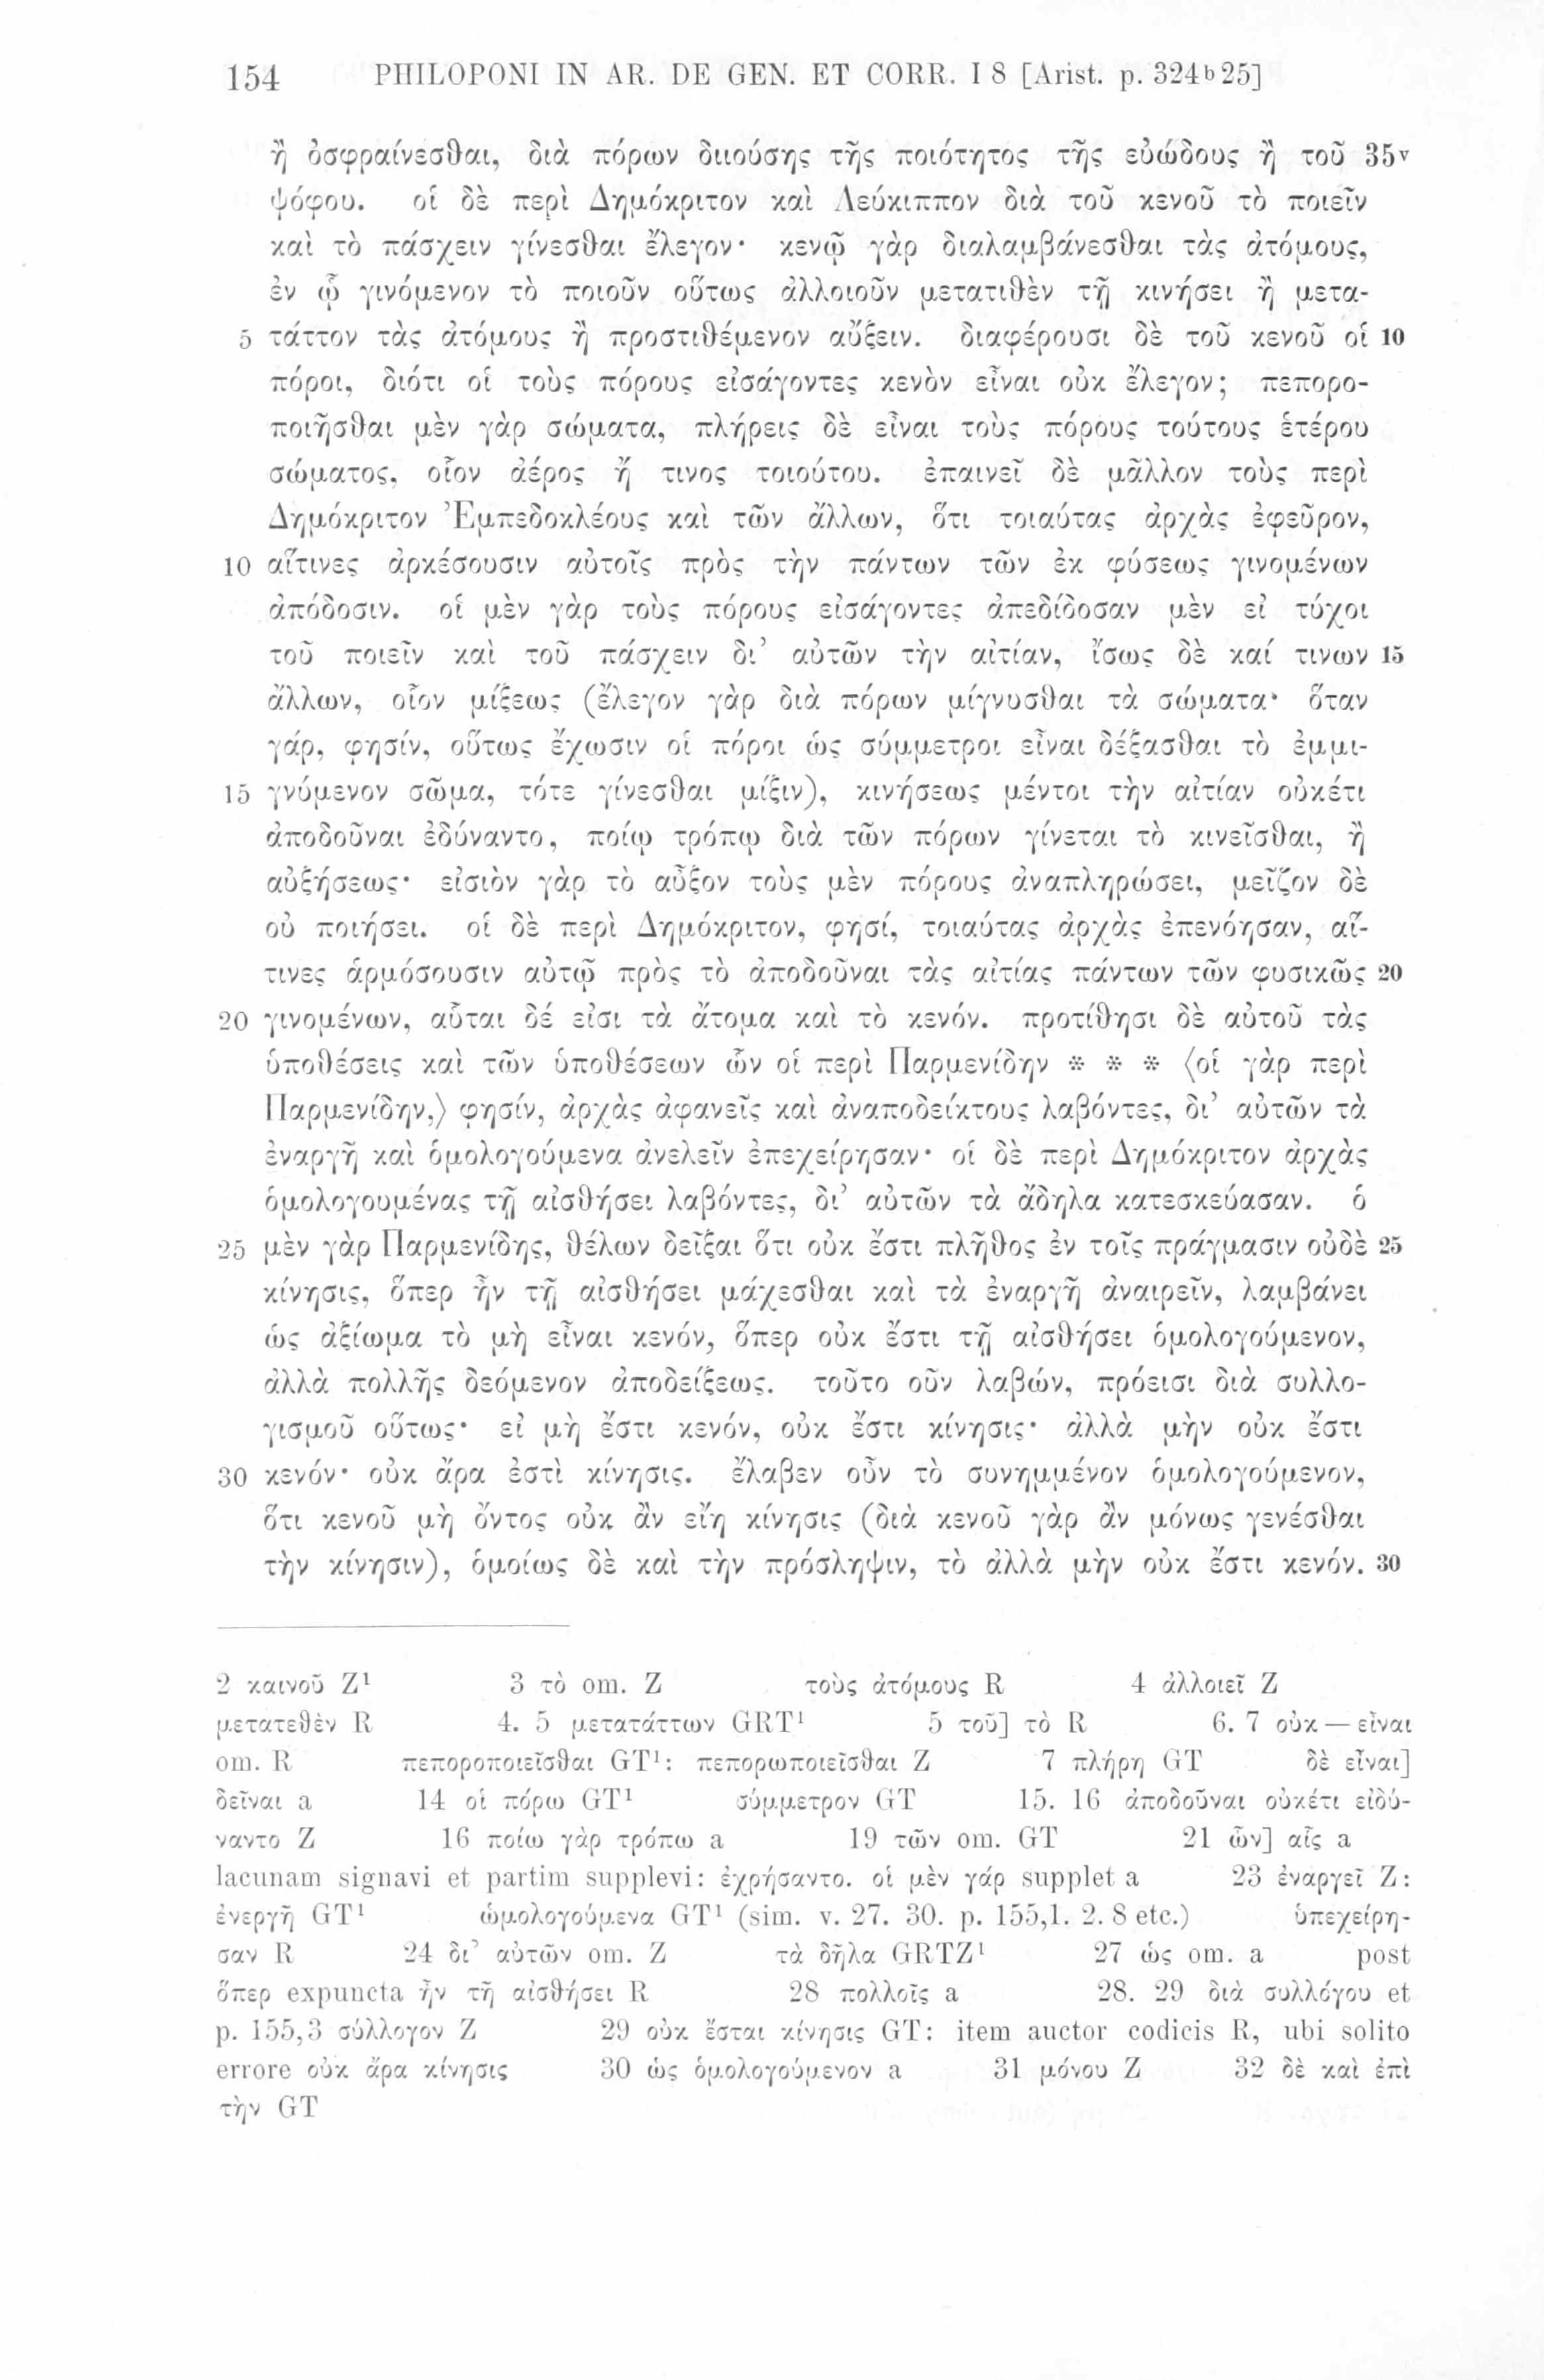 154 PHILOPONI IN AR. DE GEN. ET CORR. I 8 [Arist. p. 324b25]
ἢ ὀσφραίνεσθαι, διὰ πόρων διιούσης τῆς ποιότητος τῆς εὐώδους ἢ τοῦ 35v
ψόφου. οἱ δὲ περὶ Δημόκριτον καὶ Λεύκιππον διὰ τοῦ κενοῦ τὸ ποιεῖν
καὶ τὸ πάσχειν γίνεσθαι ἔλεγον· κενῷ γὰρ διαλαμβάνεσθαι τὰς ἀτόμους,
ἐν ᾧ γινόμενον τὸ ποιοῦν οὕτως ἀλλοιοῦν μετατιθὲν τῇ κινήσει ἢ μετα-
5 τάττον τὰς ἀτόμους ἢ προστιθέμενον αὔξειν. διαφέρουσι δὲ τοῦ κενοῦ οἱ 10
πόροι, διότι οἱ τοὺς πόρους εἰσάγοντες κενὸν εἶναι οὐκ ἔλεγον; πεπορο-
ποιῆσθαι μὲν γὰρ σώματα, πλήρεις δὲ εἶναι τοὺς πόρους τούτους ἑτέρου
σώματος, οἷον ἀέρος ἤ τινος τοιούτου. ἐπαινεῖ δὲ μᾶλλον τοὺς περὶ
Δημόκριτον Ἐμπεδοκλέους καὶ τῶν ἄλλων, ὅτι τοιαύτας ἀρχὰς ἐφεῦρον,
10 αἵτινες ἀρκέσουσιν αὐτοῖς πρὸς τὴν πάντων τῶν ἐκ φύσεως γινομένων
ἀπόδοσιν. οἱ μὲν γὰρ τοὺς πόρους εἰσάγοντες ἀπεδίδοσαν μὲν εἰ τύχοι
τοῦ ποιεῖν καὶ τοῦ πάσχειν δι’ αὐτῶν τὴν αἰτίαν, ἴσως δὲ καί τινων 15
ἄλλων, οἷον μίξεως (ἔλεγον γὰρ διὰ πόρων μίγνυσθαι τὰ σώματα· ὅταν
γάρ, φησίν, οὕτως ἔχωσιν οἱ πόροι ὡς σύμμετροι εἶναι δέξασθαι τὸ ἐμμι-
15 γνύμενον σῶμα, τότε γίνεσθαι μίξιν), κινήσεως μέντοι τὴν αἰτίαν οὐκέτι
ἀποδοῦναι ἐδύναντο, ποίῳ τρόπῳ διὰ τῶν πόρων γίνεται τὸ κινεῖσθαι, ἢ
αὐξήσεως· εἰσιὸν γὰρ τὸ αὖξον τοὺς μὲν πόρους ἀναπληρώσει, μεῖζον δὲ
οὐ ποιήσει. οἱ δὲ περὶ Δημόκριτον, φησί, τοιαύτας ἀρχὰς ἐπενόησαν, αἵ-
τινες ἁρμόσουσιν αὐτῷ πρὸς τὸ ἀποδοῦναι τὰς αἰτίας πάντων τῶν φυσικῶς 20
20 γινομένων, αὗται δέ εἰσι τὰ ἄτομα καὶ τὸ κενόν. προτίθησι δὲ αὐτοῦ τὰς
ὑποθέσεις καὶ τῶν ὑποθέσεων ὧν οἱ περὶ Παρμενίδην * * * ⟨οἱ γὰρ περὶ
Παρμενίδην,⟩ φησίν, ἀρχὰς ἀφανεῖς καὶ ἀναποδείκτους λαβόντες, δι’ αὐτῶν τὰ
ἐναργῆ καὶ ὁμολογούμενα ἀνελεῖν ἐπεχείρησαν· οἱ δὲ περὶ Δημόκριτον ἀρχὰς
ὁμολογουμένας τῇ αἰσθήσει λαβόντες, δι’ αὐτῶν τὰ ἄδηλα κατεσκεύασαν. ὁ
25 μὲν γὰρ Παρμενίδης, θέλων δεῖξαι ὅτι οὐκ ἔστι πλῆθος ἐν τοῖς πράγμασιν οὐδὲ 25
κίνησις, ὅπερ ἦν τῇ αἰσθήσει μάχεσθαι καὶ τὰ ἐναργῆ ἀναιρεῖν, λαμβάνει
ὡς ἀξίωμα τὸ μὴ εἶναι κενόν, ὅπερ οὐκ ἔστι τῇ αἰσθήσει ὁμολογούμενον,
ἀλλὰ πολλῆς δεόμενον ἀποδείξεως. τοῦτο οὖν λαβών, πρόεισι διὰ συλλο-
γισμοῦ οὕτως· εἰ μὴ ἔστι κενόν, οὐκ ἔστι κίνησις· ἀλλὰ μὴν οὐκ ἔστι
30 κενόν· οὐκ ἄρα ἐστὶ κίνησις. ἔλαβεν οὖν τὸ συνημμένον ὁμολογούμενον,
ὅτι κενοῦ μὴ ὄντος οὐκ ἂν εἴη κίνησις (διὰ κενοῦ γὰρ ἂν μόνως γενέσθαι
τὴν κίνησιν), ὁμοίως δὲ καὶ τὴν πρόσληψιν, τὸ ἀλλὰ μὴν οὐκ ἔστι κενόν. 30
2 καινοῦ Z¹ 3 τὸ om. Z τοὺς ἀτόμους R 4 ἀλλοιεῖ Z
μετατεθὲν R 4. 5 μετατάττων GRT¹ 5 τοῦ] τὸ R 6. 7 οὐκ — εἶναι
om. R πεποροποιεῖσθαι GT¹: πεπορωποιεῖσθαι Z 7 πλήρη GT δὲ εἶναι]
δεῖναι a 14 οἱ πόρω GT¹ σύμμετρον GT 15. 16 ἀποδοῦναι οὐκέτι εἰδύ-
ναντο Z 16 ποίω γὰρ τρόπω a 19 τῶν om. GT 21 ὧν] αἷς a
lacunam signavi et partim supplevi: ἐχρήσαντο. οἱ μὲν γάρ supplet a 23 ἐναργεῖ Z:
ἐνεργῆ GT¹ ὡμολογούμενα GT¹ (sim. v. 27. 30. p. 155,1. 2. 8 etc.) ὑπεχείρη-
σαν R 24 δι’ αὐτῶν om. Z τὰ δῆλα GRTZ¹ 27 ὡς om. a post
ὅπερ expuncta ἦν τῇ αἰσθήσει R 28 πολλοῖς a 28. 29 διὰ συλλόγου et
p. 155,3 σύλλογον Z 29 οὐκ ἔσται κίνησις GT: item auctor codicis R, ubi solito
errore οὐκ ἄρα κίνησις 30 ὡς ὁμολογούμενον a 31 μόνου Z 32 δὲ καὶ ἐπὶ
τὴν GT